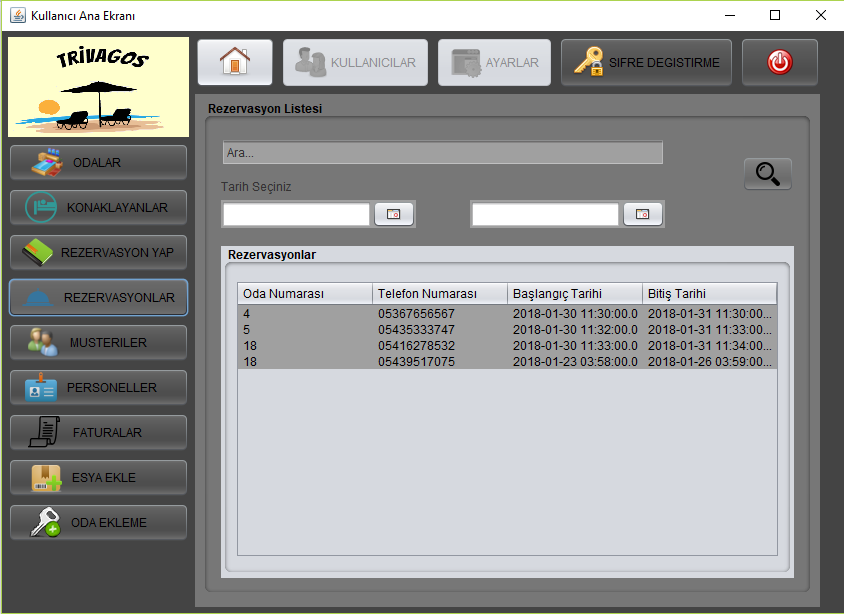 Kullanıcı Ana Ekranı
TRİVAGOS
KULLANICILAR
AYARLAR
SIFRE DEGISTIRME
ODALAR
KONAKLAYANLAR
REZERVASYON YAP
REZERVASYONLAR
MUSTERILER
PERSONELLER
FATURALAR
ESYA EKLE
ODA EKLEME
Rezervasyon Listesi
Ara...
Tarih Seçiniz
Rezervasyonlar
Oda Numarası Telefon Numarası Başlangıç Tarihi Bitiş Tarihi
4 05367656567 2018-01-30 11:30:00.0 2018-01-31 11:30:00...
5 05435333747 2018-01-30 11:32:00.0 2018-01-31 11:33:00...
18 05416278532 2018-01-30 11:33:00.0 2018-01-31 11:34:00...
18 05439517075 2018-01-23 03:58:00.0 2018-01-26 03:59:00...